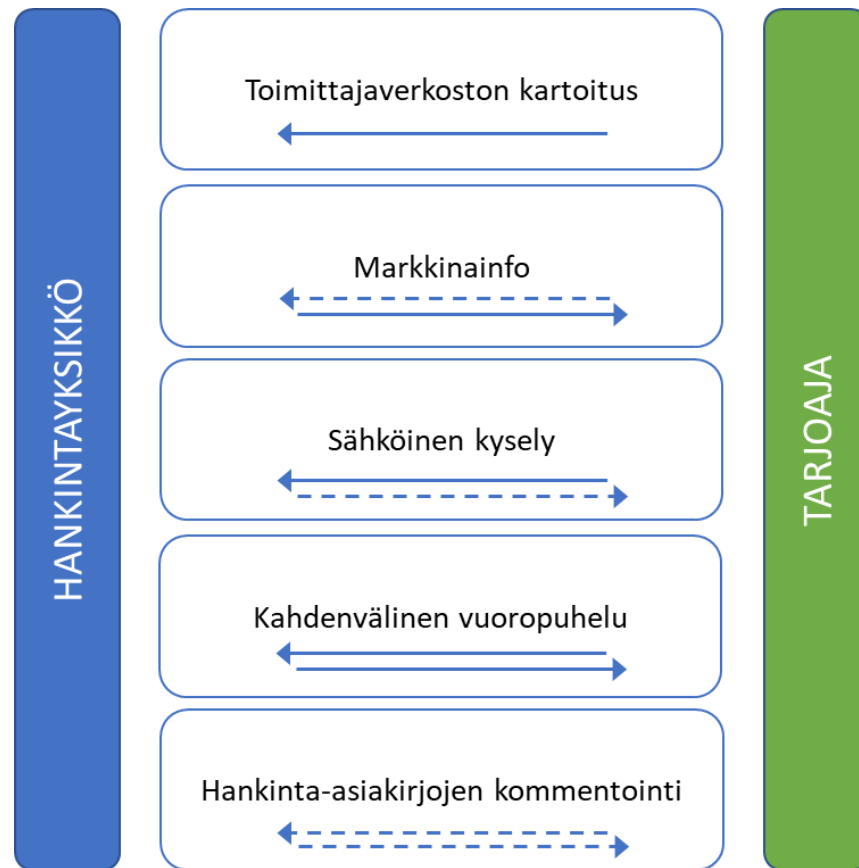 HANKINTAYKSIKKÖ
Toimittajaverkoston kartoitus
Markkinainfo
Sähköinen kysely
Kahdenvälinen vuoropuhelu
Hankinta-asiakirjojen kommentointi
TARJOAJA